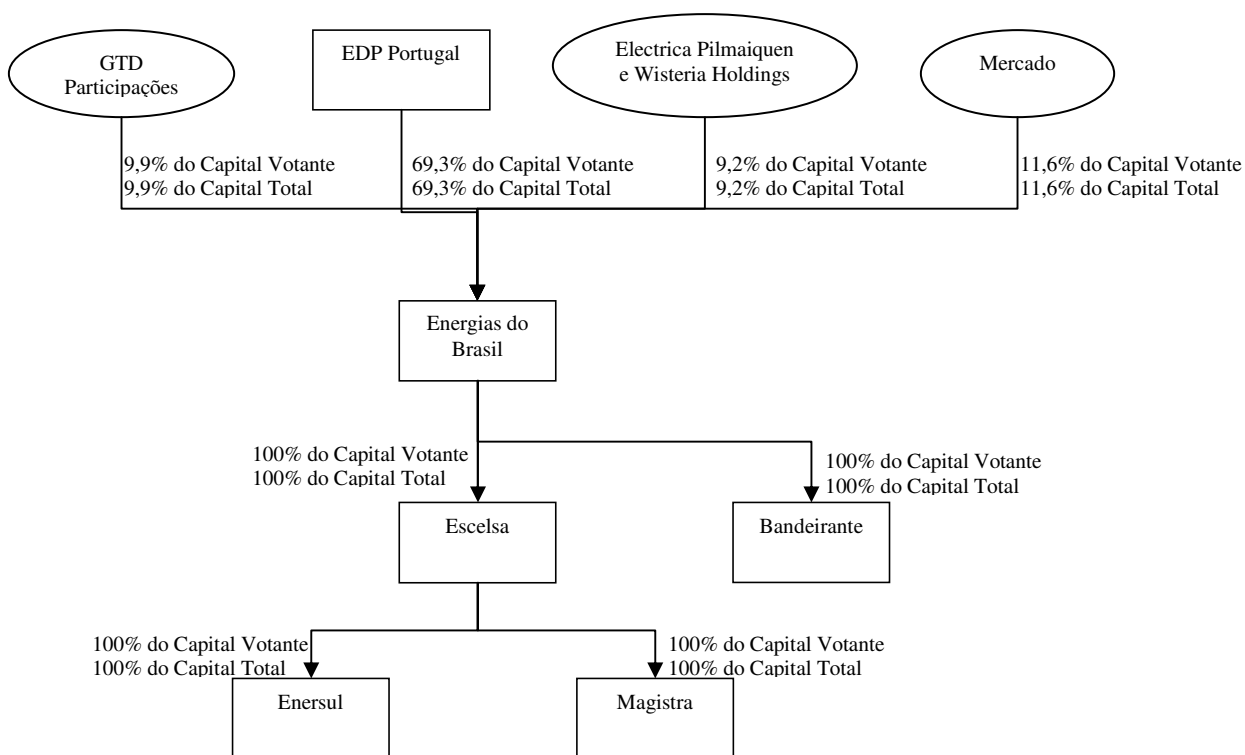 GTD
Participações
EDP Portugal
Electrica Pilmaiquen
e Wisteria Holdings
Mercado
9,9% do Capital Votante
9,9% do Capital Total
69,3% do Capital Votante
69,3% do Capital Total
9,2% do Capital Votante
9,2% do Capital Total
11,6% do Capital Votante
11,6% do Capital Total
Energias do
Brasil
100% do Capital Votante
100% do Capital Total
100% do Capital Votante
100% do Capital Total
Escelsa
Bandeirante
100% do Capital Votante
100% do Capital Total
100% do Capital Votante
100% do Capital Total
Enersul
Magistra